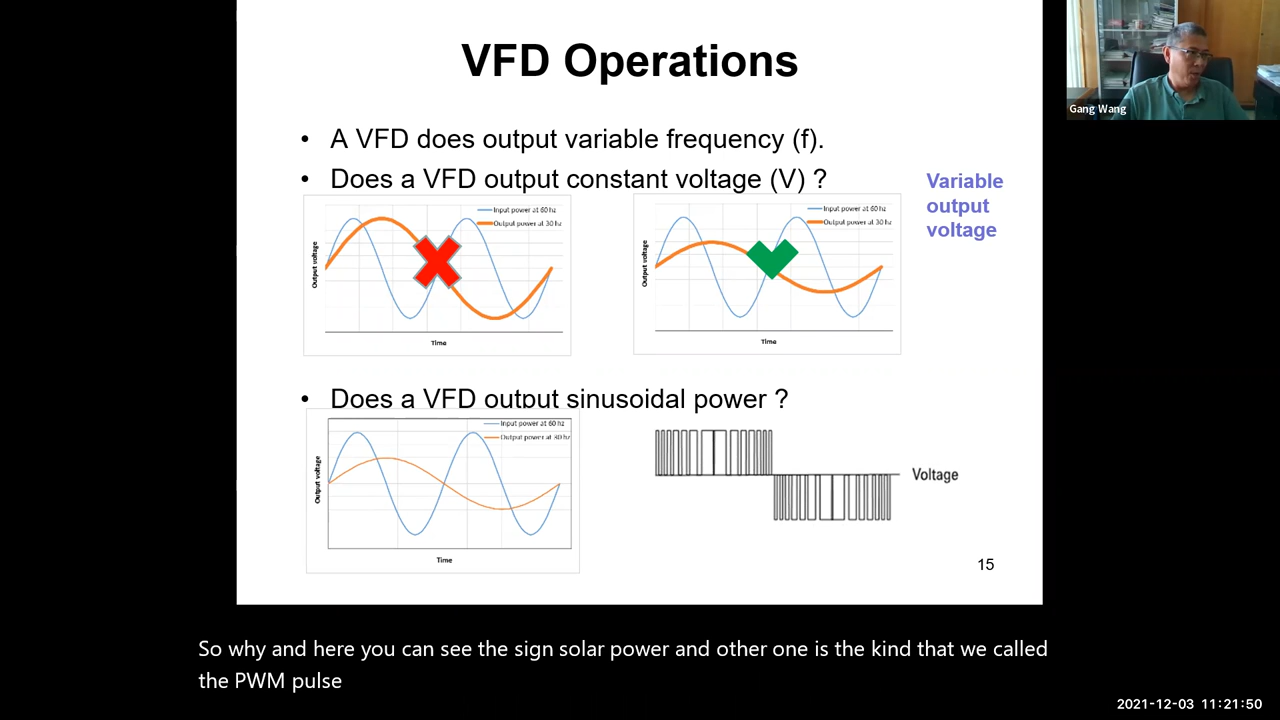 VFD Operations
Gang Wang
• A VFD does output variable frequency (f).
• Does a VFD output constant voltage (V) ?
Variable
output
voltage
Input power at 60 hz
Output power at 30 hz
Output voltage
Time
Input power at 60 hz
Output power at 30 hz
Output voltage
Time
• Does a VFD output sinusoidal power ?
Input power at 60 hz
Output power at 30 hz
Output voltage
Time
Voltage
15
So why and here you can see the sign solar power and other one is the kind that we called
the PWM pulse
2021-12-03 11:21:50